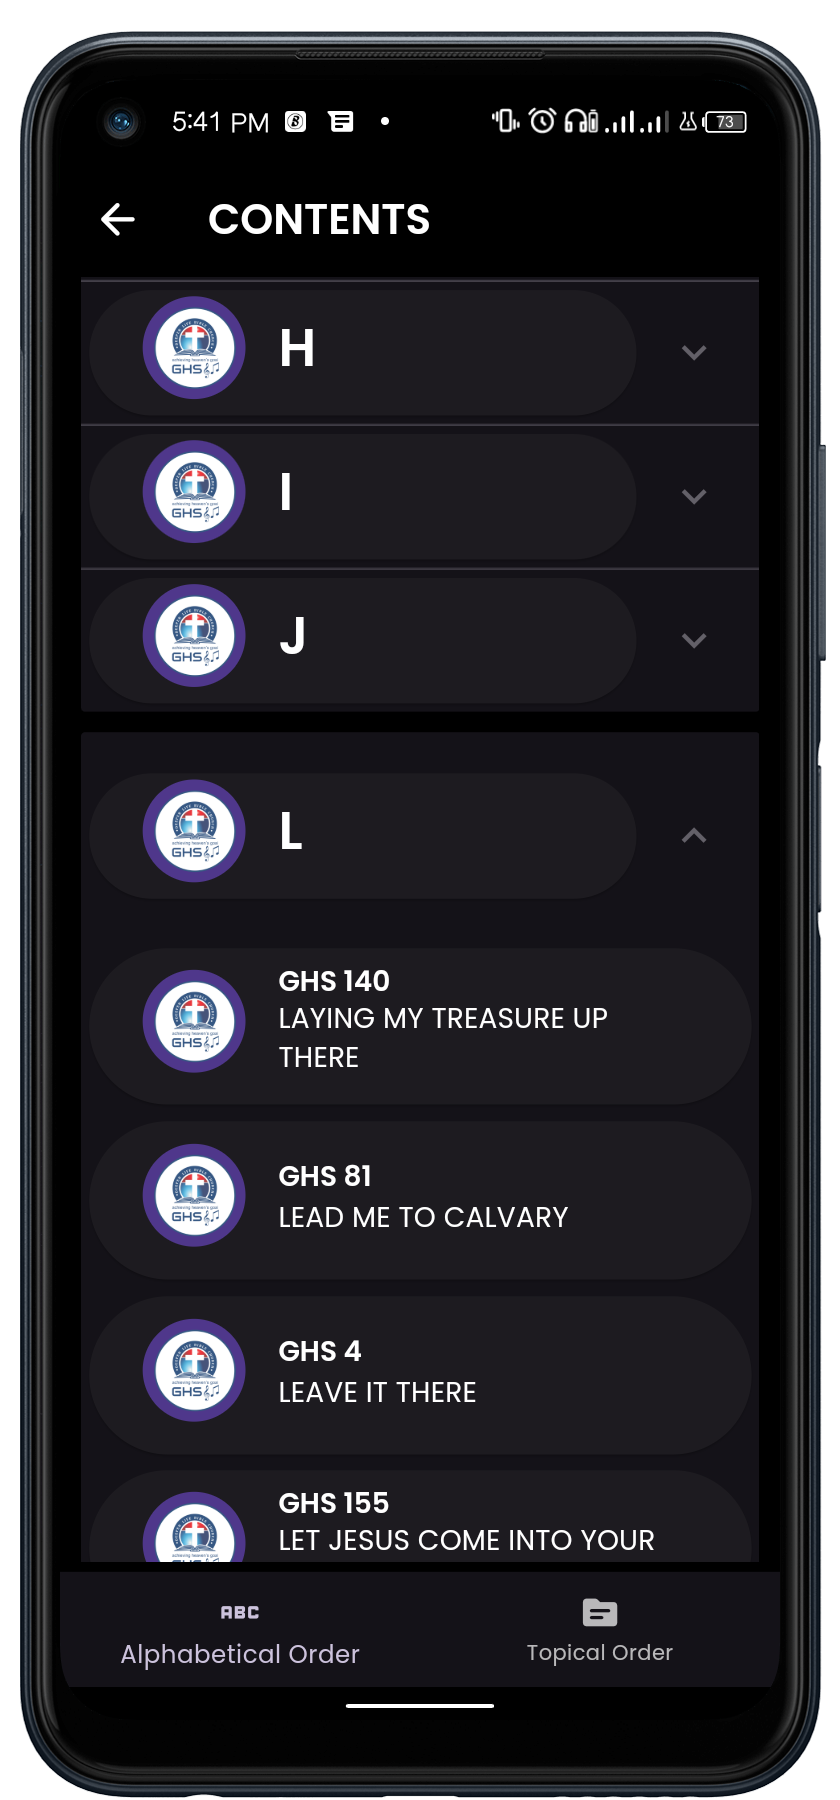 5:41 PM
73
CONTENTS
GHS
H
GHS
I
GHS
J
GHS
L
GHS
GHS 140
LAYING MY TREASURE UP
THERE
GHS
GHS 81
LEAD ME TO CALVARY
GHS
GHS 4
LEAVE IT THERE
GHS 155
LET JESUS COME INTO YOUR
ABC
Alphabetical Order
Topical Order